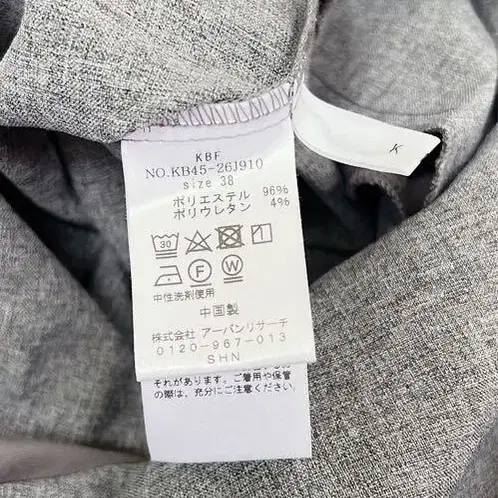 KBF
NO.KB45-26J910
size 38
ポリエステル 96%
ポリウレタン 4%
30
F W
中性洗剤使用
中国製
株式会社 アーバンリサーチ
0120-967-013
SHN
それがあります。ご着用や保管
の際は、充分にご注意ください。
K